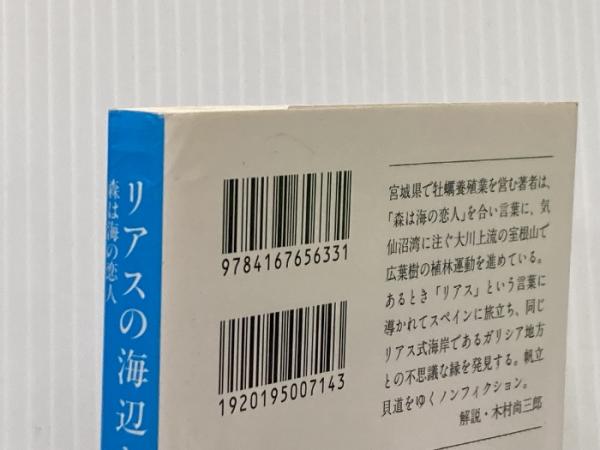 リアスの海辺
森は海の恋人
9784167656331
1920195007143
宮城県で牡蠣養殖業を営む著者は、
「森は海の恋人」を合い言葉に、気
仙沼湾に注ぐ大川上流の室根山で
広葉樹の植林運動を進めている。
あるとき「リアス」という言葉に
導かれてスペインに旅立ち、同じ
リアス式海岸であるガリシア地方
との不思議な縁を発見する。帆立
貝道をゆくノンフィクション。
解説・木村尚三郎